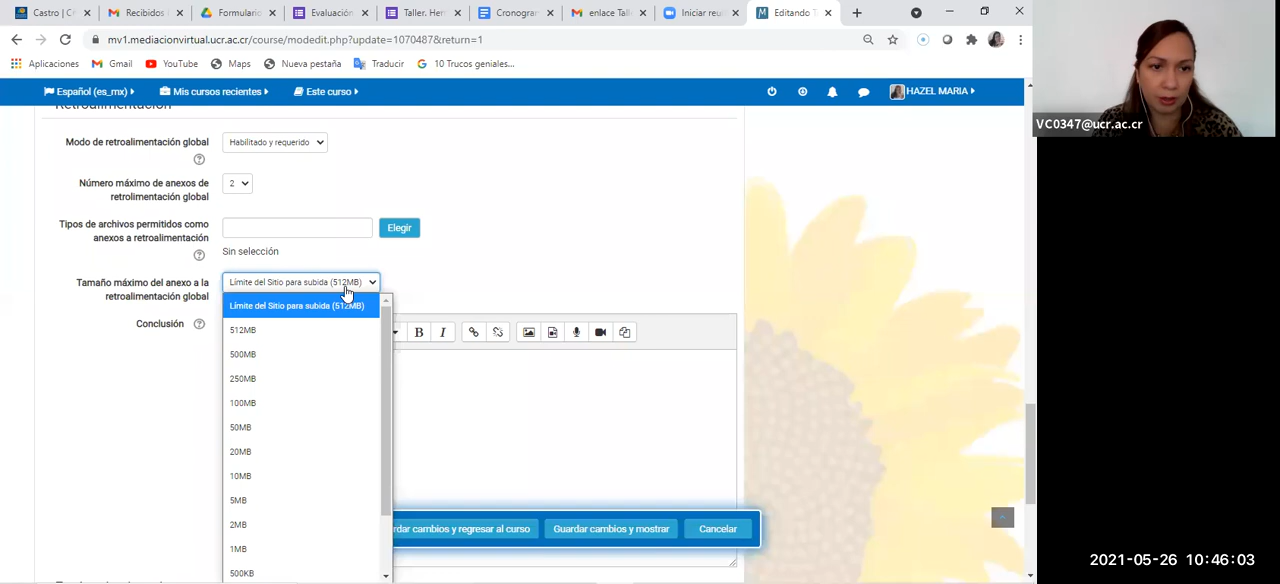 Castro | Cr
Recibidos
Formulario
Evaluación
Taller. Her
Cronogram
enlace Tall
Iniciar reu
Editando T
mv1.mediacionvirtual.ucr.ac.cr/course/modedit.php?update=1070487&return=1
Aplicaciones Gmail YouTube Maps Nueva pestaña Traducir 10 Trucos geniales...
Español (es_mx) Mis cursos recientes Este curso HAZEL MARIA
VC0347@ucr.ac.cr
Retroalimentación
Modo de retroalimentación global
Habilitado y requerido
Número máximo de anexos de
retrolimentación global
2
Tipos de archivos permitidos como
anexos a retroalimentación
Elegir
Sin selección
Tamaño máximo del anexo a la
retroalimentación global
Límite del Sitio para subida (512MB)
Límite del Sitio para subida (512MB)
Conclusión
B I
512MB
500MB
250MB
100MB
50MB
20MB
10MB
5MB
2MB
1MB
500KB
rdar cambios y regresar al curso
Guardar cambios y mostrar
Cancelar
2021-05-26 10:46:03